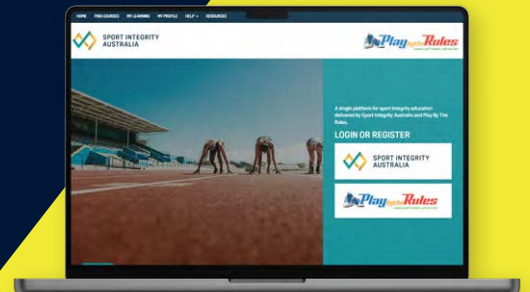 HOME FIND COURSES MY LEARNING MY PROFILE HELP RESOURCES
SPORT INTEGRITY
AUSTRALIA
Play by the Rules
A single platform for sport integrity education
delivered by Sport Integrity Australia and Play By The
Rules.
LOGIN OR REGISTER
SPORT INTEGRITY
AUSTRALIA
Play by the Rules